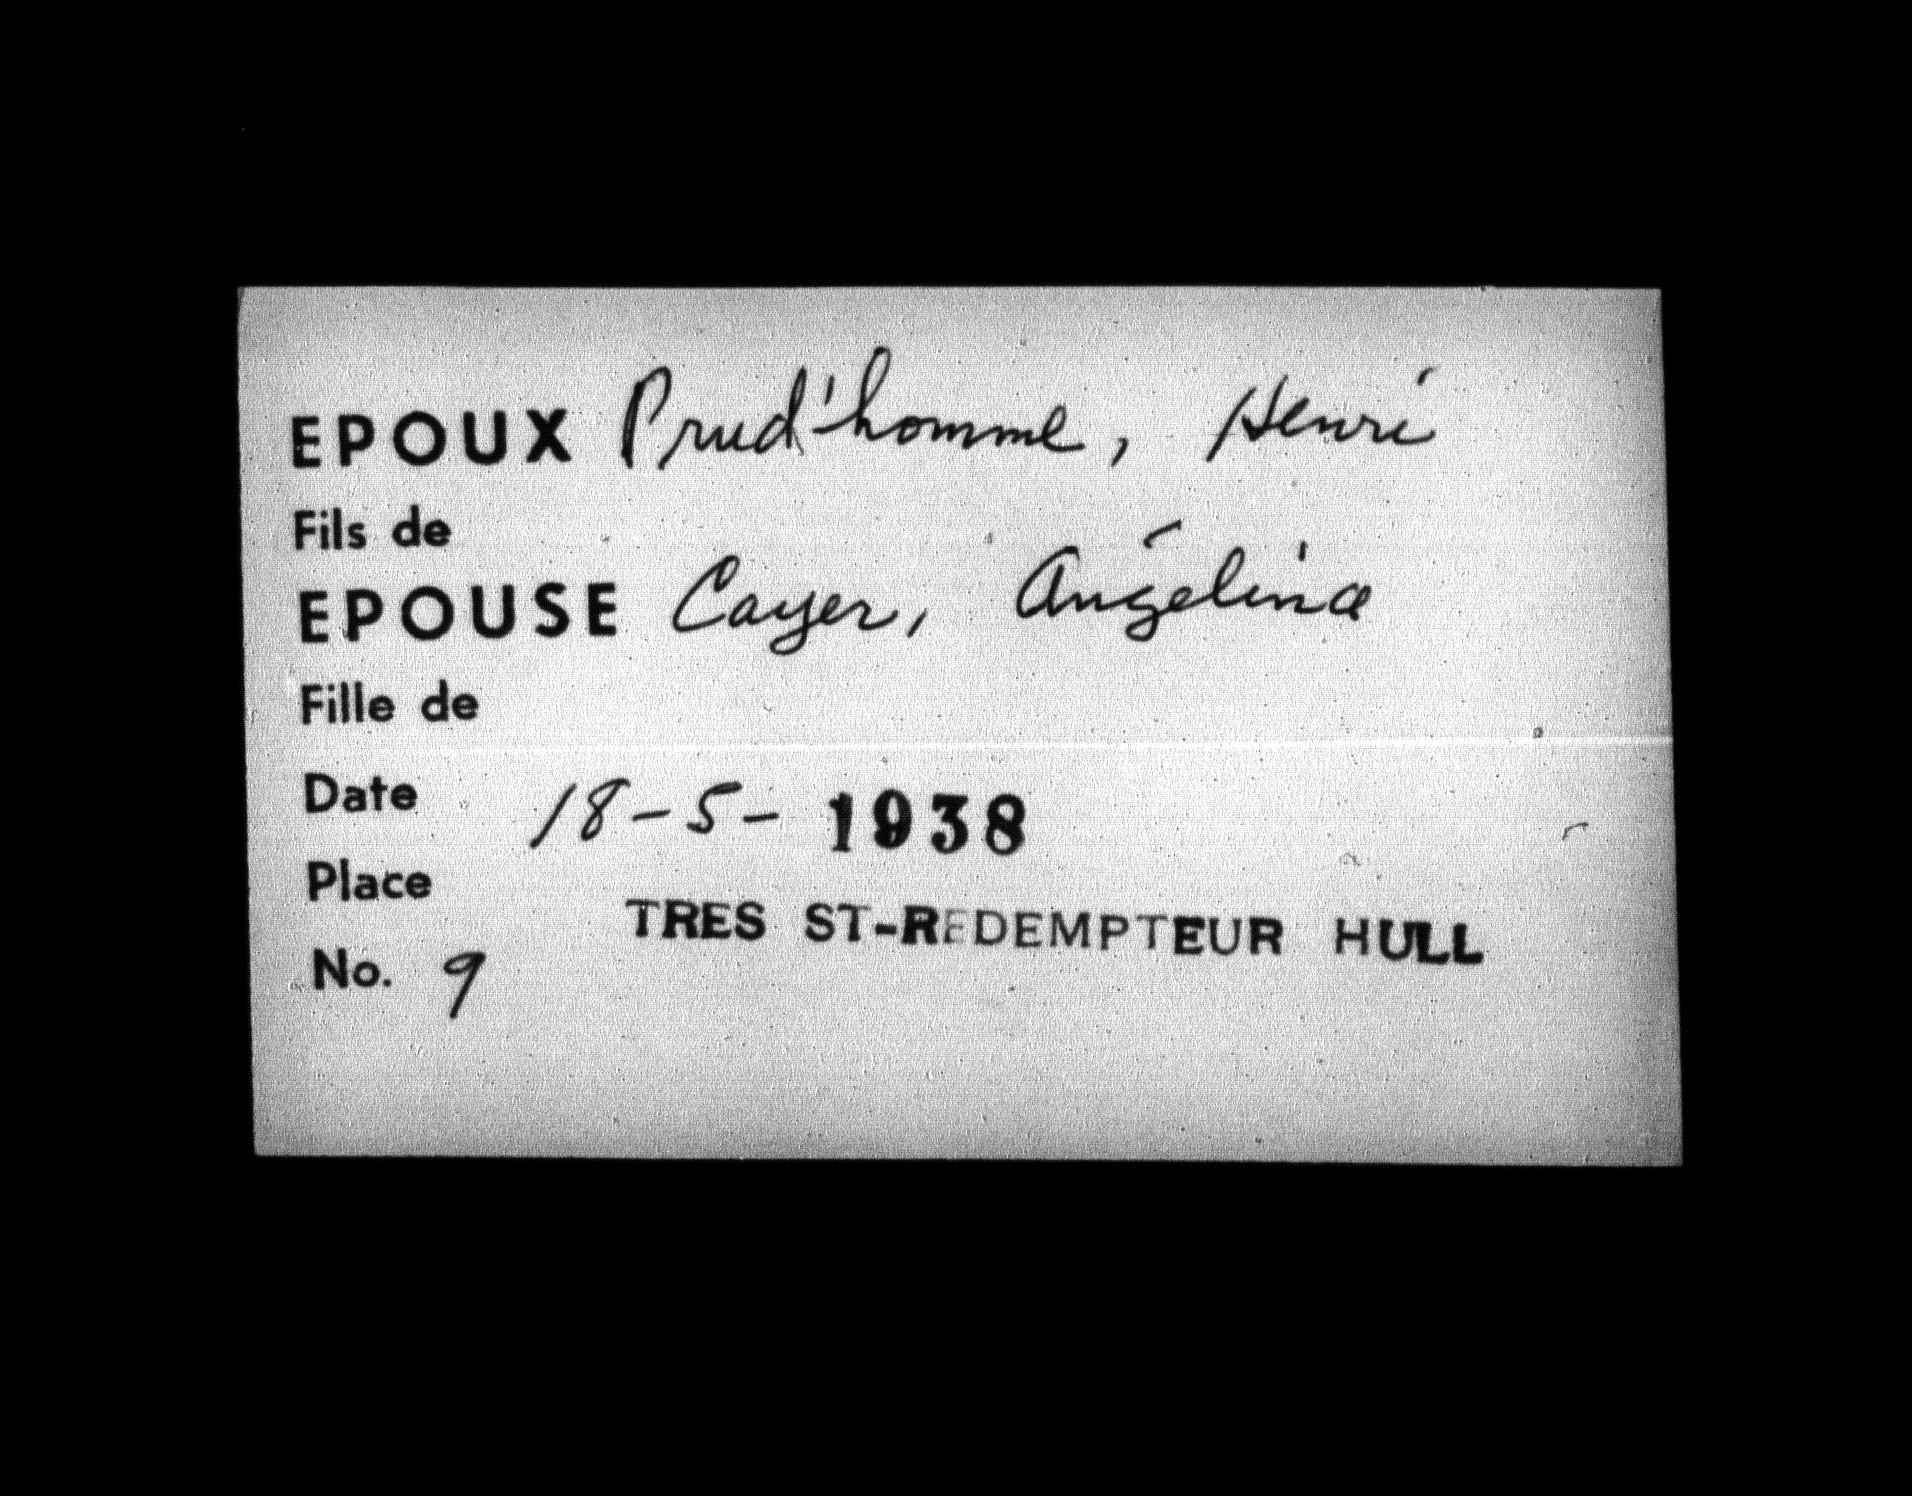 EPOUX Prud'homme, Henri
Fils de
EPOUSE Cayer, Angélina
Fille de
Date 18-5-1938
Place TRES ST-REDEMPTEUR HULL
No. 9